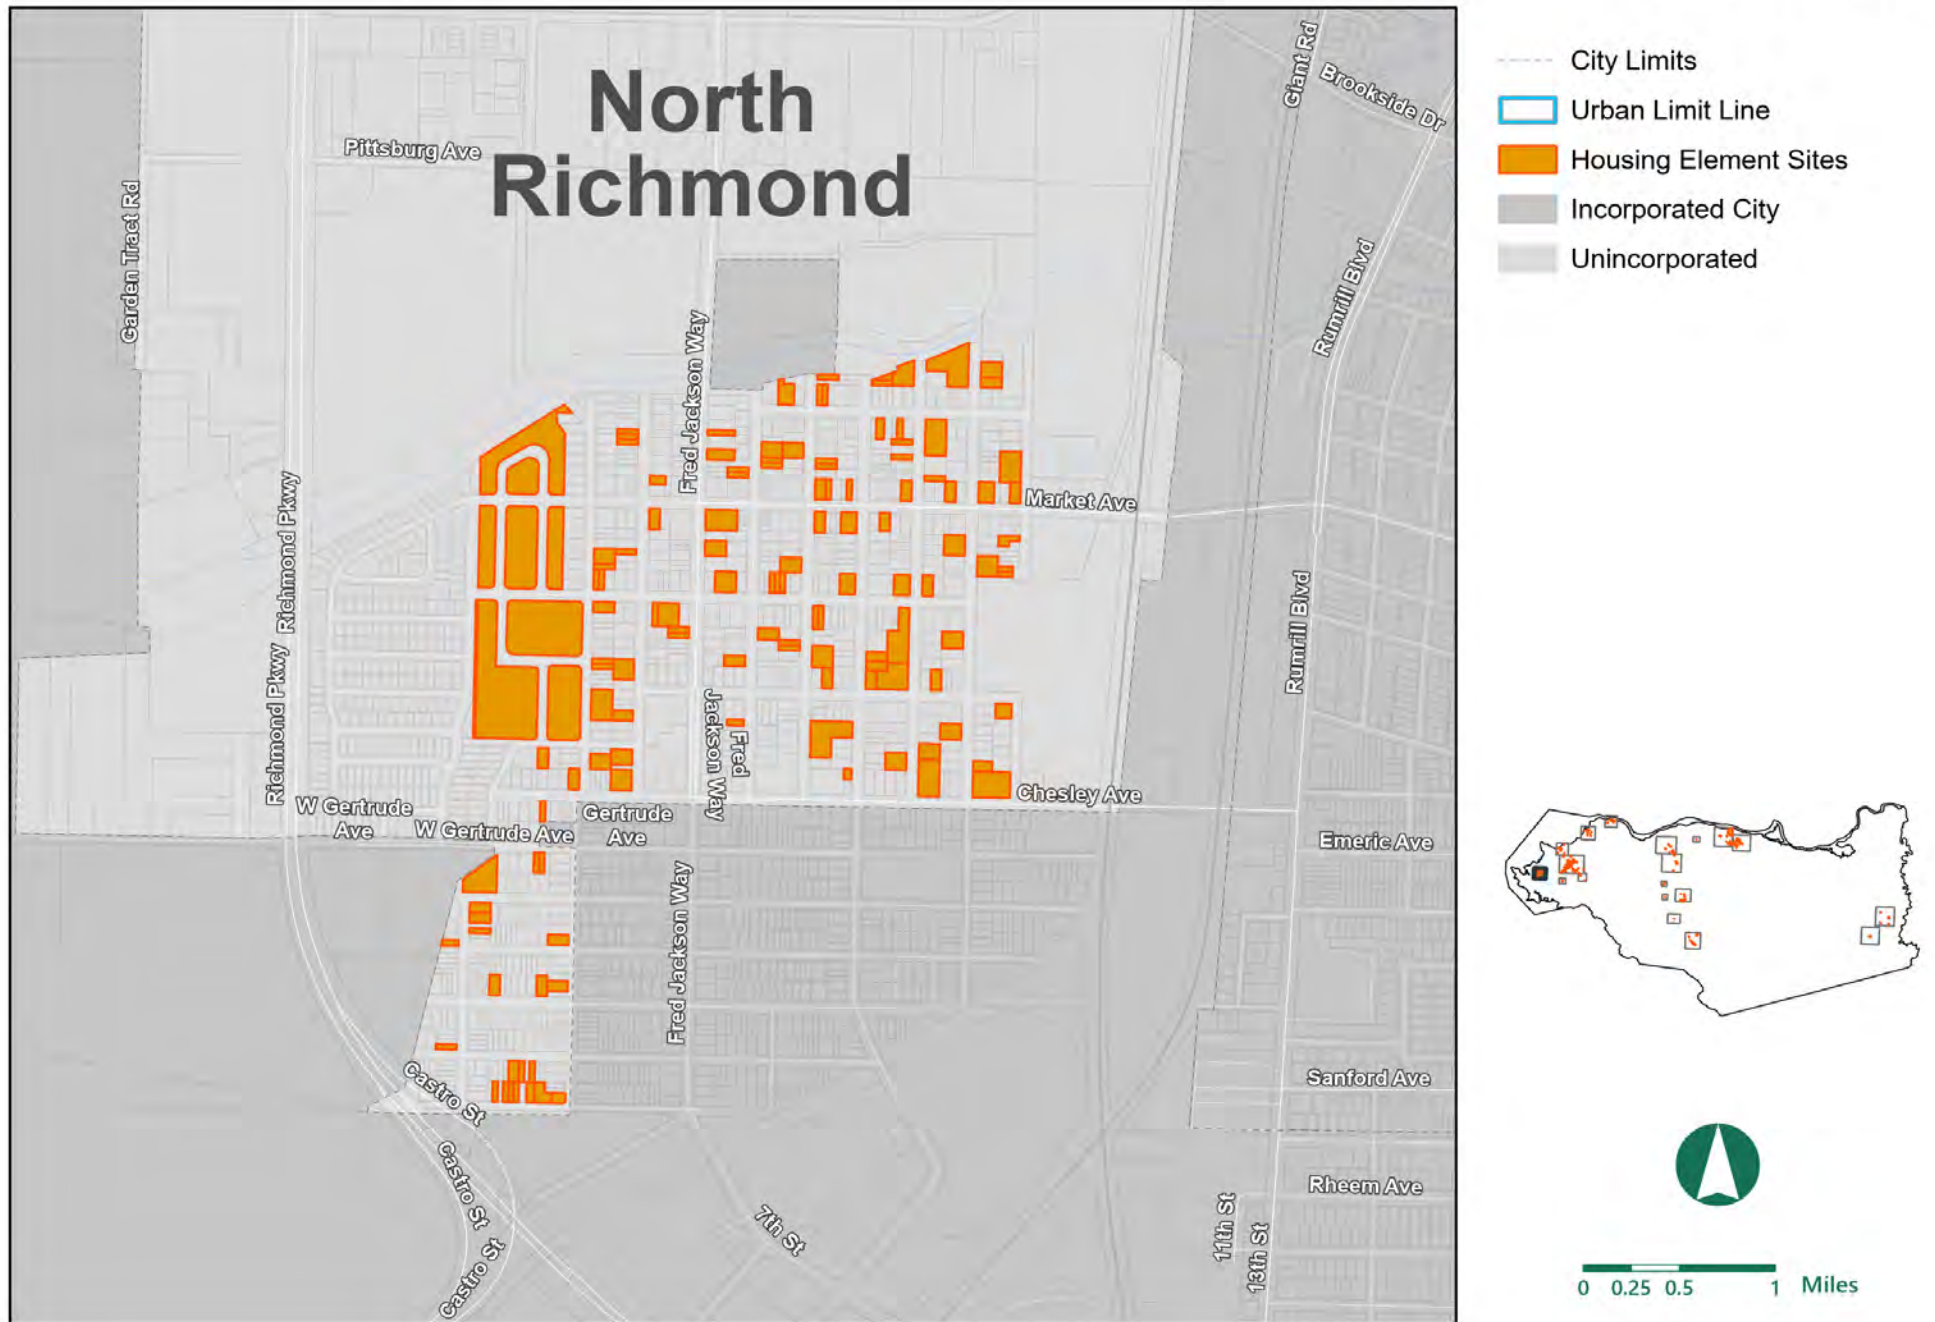 North
Richmond
Pittsburg Ave
Garden Tract Rd
Giant Rd
Brookside Dr
Rumrill Blvd
Fred Jackson Way
Richmond Pkwy
Market Ave
Richmond Pkwy
Rumrill Blvd
Fred
Jackson Way
Chesley Ave
W Gertrude
Ave
W Gertrude Ave
Gertrude
Ave
Emeric Ave
Fred Jackson Way
Castro St
Sanford Ave
Castro St
Castro St
7th St
Rheem Ave
11th St
13th St
City Limits
Urban Limit Line
Housing Element Sites
Incorporated City
Unincorporated
0 0.25 0.5 1 Miles